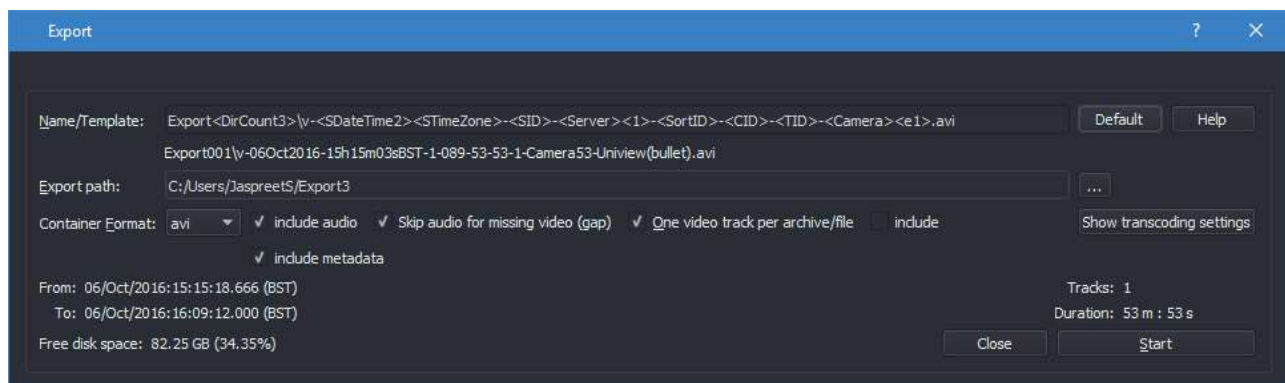 Export
Name/Template: Export<DirCount3>\v-<SDateTime2><STimeZone>-<SID>-<Server><1>-<SortID>-<CID>-<TID>-<Camera><e1>.avi Default Help
Export001\v-06Oct2016-15h15m03sBST-1-089-53-53-1-Camera53-Uniview(bullet).avi
Export path: C:/Users/JaspreetS/Export3 ...
Container Format: avi include audio Skip audio for missing video (gap) One video track per archive/file include Show transcoding settings
include metadata
From: 06/Oct/2016:15:15:18.666 (BST) Tracks: 1
To: 06/Oct/2016:16:09:12.000 (BST) Duration: 53 m : 53 s
Free disk space: 82.25 GB (34.35%) Close Start